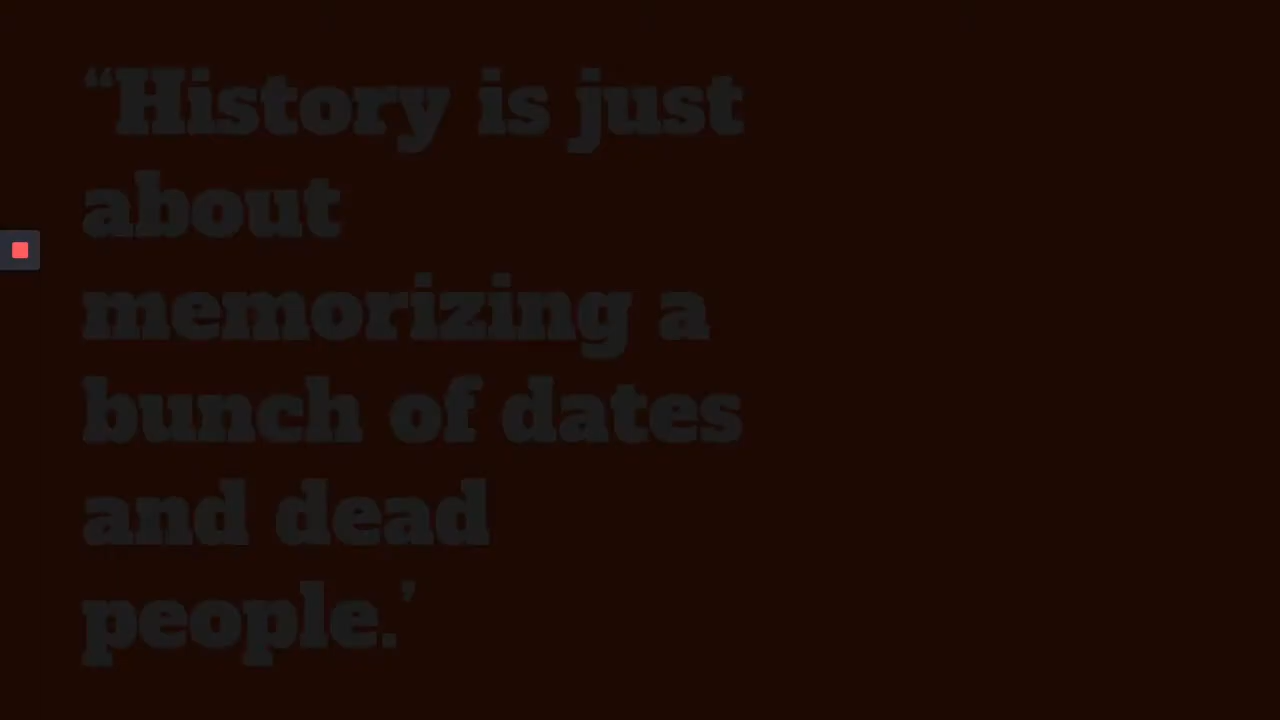 “History is just
about
memorizing a
bunch of dates
and dead
people.’